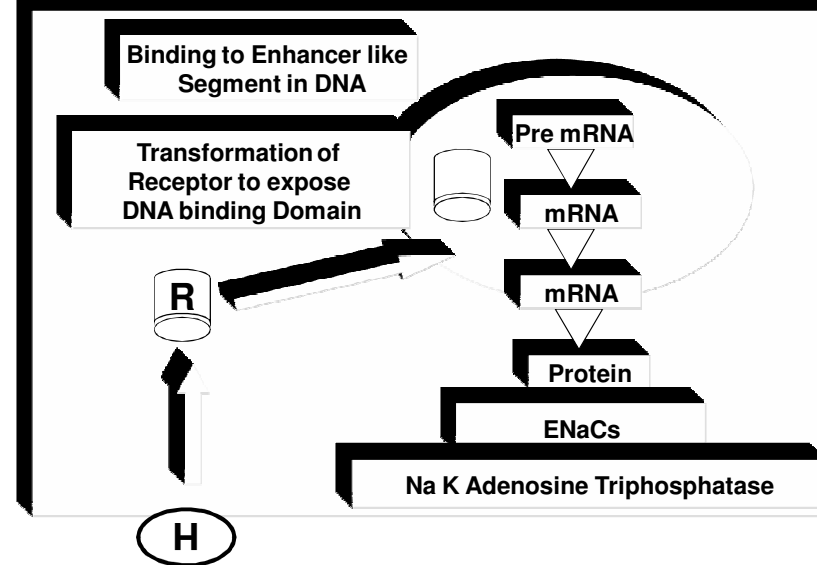 Binding to Enhancer like
Segment in DNA
Transformation of
Receptor to expose
DNA binding Domain
R
H
Pre mRNA
mRNA
mRNA
Protein
ENaCs
Na K Adenosine Triphosphatase